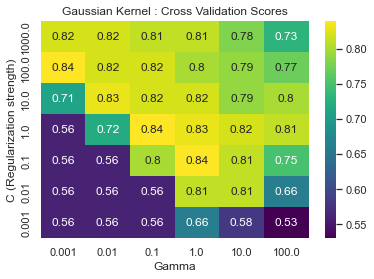 Gaussian Kernel : Cross Validation Scores
C (Regularization strength)
1000.0 0.82 0.82 0.81 0.81 0.78 0.73
100.0 0.84 0.82 0.82 0.8 0.79 0.77
10.0 0.71 0.83 0.82 0.82 0.79 0.8
1.0 0.56 0.72 0.84 0.83 0.82 0.81
0.1 0.56 0.56 0.8 0.84 0.81 0.75
0.01 0.56 0.56 0.56 0.81 0.81 0.66
0.001 0.56 0.56 0.56 0.66 0.58 0.53
0.001 0.01 0.1 1.0 10.0 100.0
Gamma
0.80
0.75
0.70
0.65
0.60
0.55